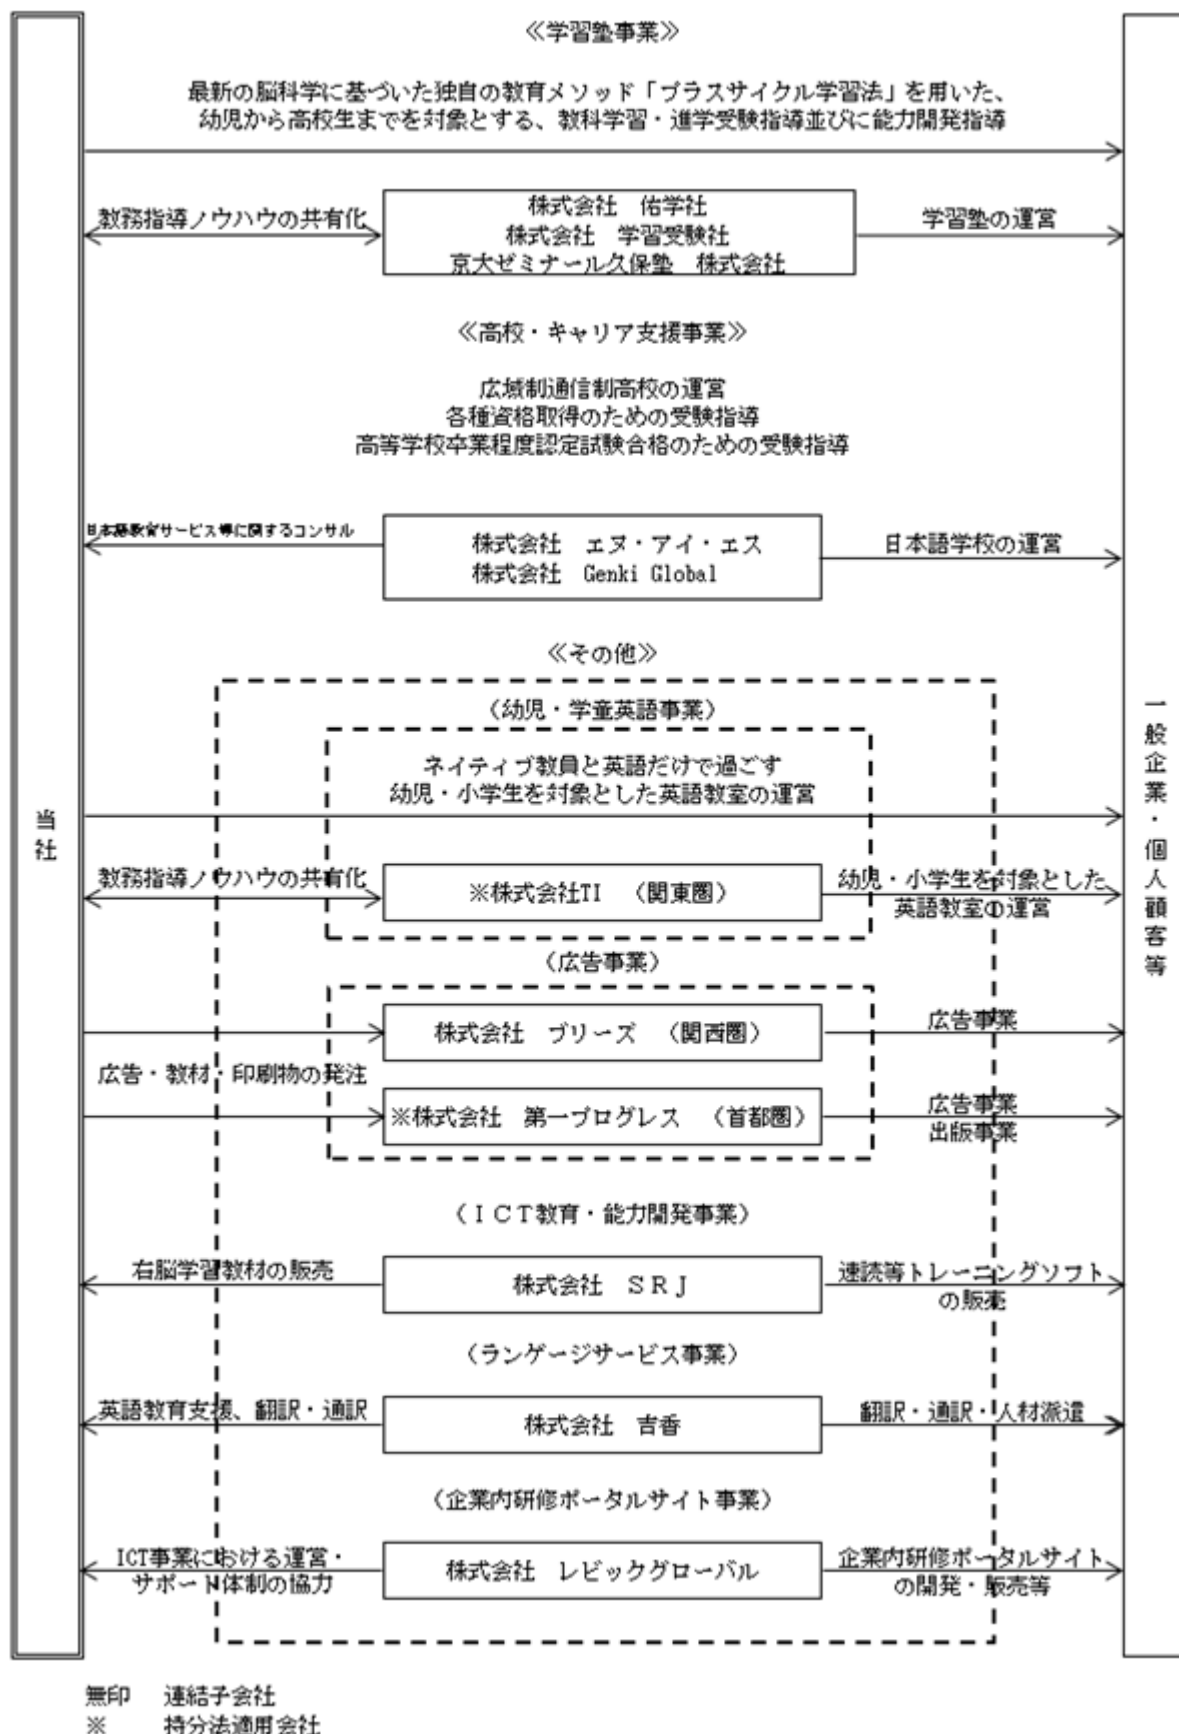 ≪学習塾事業≫
最新の脳科学に基づいた独自の教育メソッド「プラスサイクル学習法」を用いた、
幼児から高校生までを対象とする、教科学習・進学受験指導並びに能力開発指導
教務指導ノウハウの共有化
株式会社　佑学社
株式会社　学習受験社
京大ゼミナール久保塾　株式会社
学習塾の運営
≪高校・キャリア支援事業≫
広域制通信制高校の運営
各種資格取得のための受験指導
高等学校卒業程度認定試験合格のための受験指導
日本語教育サービス等に関するコンサル
株式会社　エヌ・アイ・エス
株式会社　Genki Global
日本語学校の運営
≪その他≫
（幼児・学童英語事業）
ネイティブ教員と英語だけで過ごす
幼児・小学生を対象とした英語教室の運営
当社
一般企業・個人顧客等
教務指導ノウハウの共有化
※株式会社TI　（関東圏）
幼児・小学生を対象とした
英語教室の運営
（広告事業）
株式会社　ブリーズ　（関西圏）
広告事業
広告・教材・印刷物の発注
※株式会社　第一プログレス　（首都圏）
広告事業
出版事業
（ＩＣＴ教育・能力開発事業）
右脳学習教材の販売
株式会社　ＳＲＪ
速読等トレーニングソフト
の販売
（ランゲージサービス事業）
英語教育支援、翻訳・通訳
株式会社　吉香
翻訳・通訳・人材派遣
（企業内研修ポータルサイト事業）
ICT事業における運営・
サポート体制の協力
株式会社　レビックグローバル
企業内研修ポータルサイト
の開発・販売等
無印　連結子会社
※　持分法適用会社